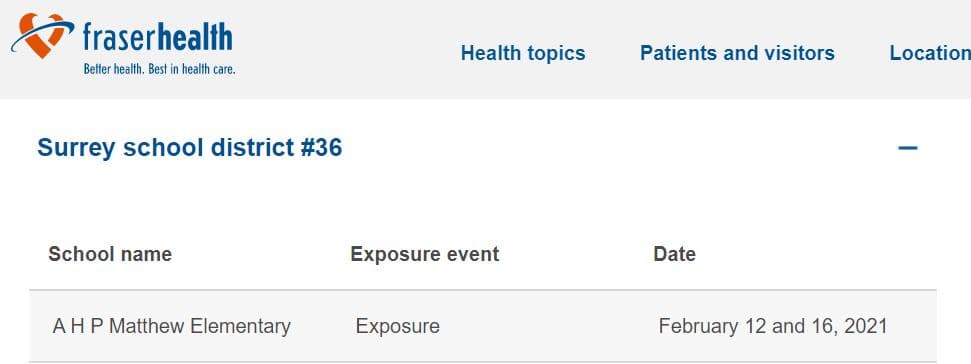 fraserhealth
Better health. Best in health care.
Health topics Patients and visitors Location
Surrey school district #36
School name Exposure event Date
A H P Matthew Elementary Exposure February 12 and 16, 2021